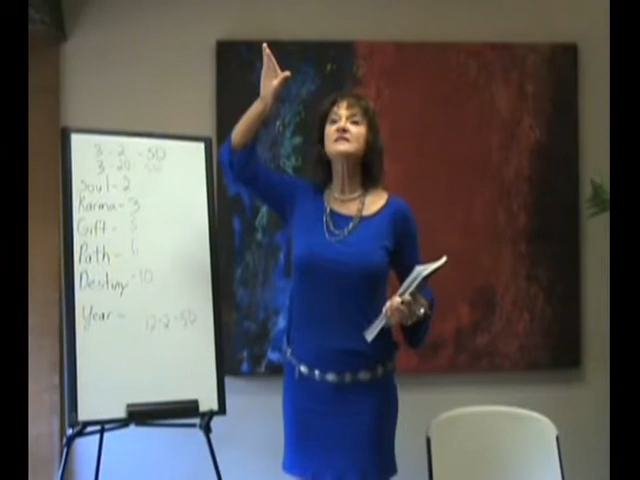 3 - 2 - 50
3 - 20 50
Soul - 2
Karma - 3
Gift - 5
Path - 6
Destiny - 10
Year -
12-2-50